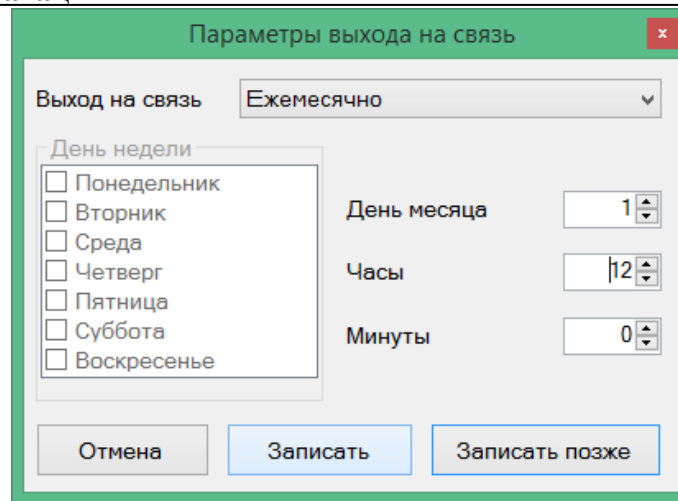 Параметры выхода на связь
x
Выход на связь Ежемесячно
День недели
Понедельник
Вторник
Среда
Четверг
Пятница
Суббота
Воскресенье
День месяца 1
Часы 12
Минуты 0
Отмена Записать Записать позже